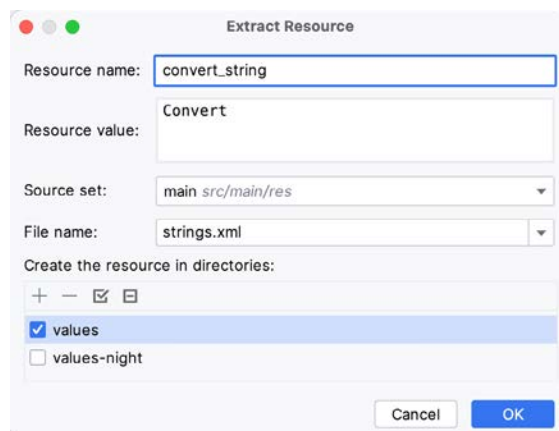 Extract Resource
Resource name: convert_string
Resource value: Convert
Source set: main src/main/res
File name: strings.xml
Create the resource in directories:
values
values-night
Cancel OK